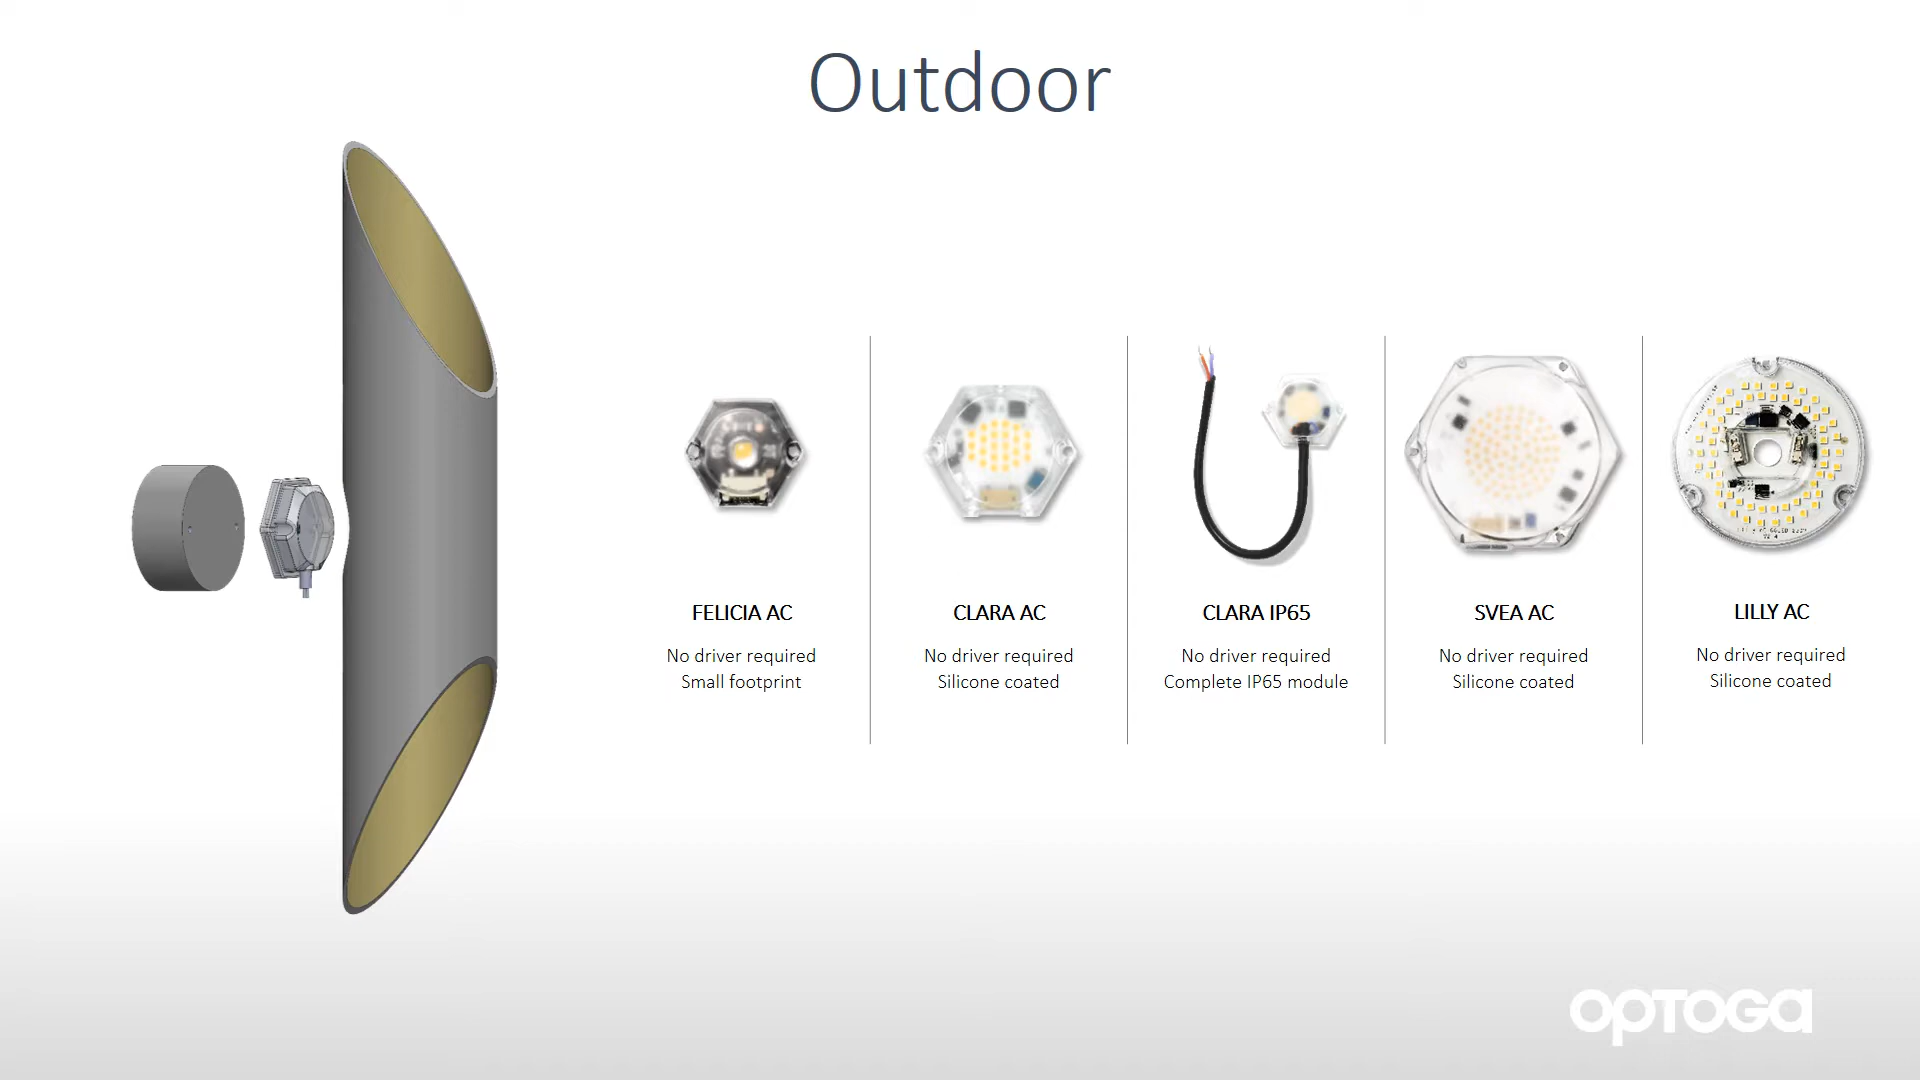 Outdoor
FELICIA AC
No driver required
Small footprint
CLARA AC
No driver required
Silicone coated
CLARA IP65
No driver required
Complete IP65 module
SVEA AC
No driver required
Silicone coated
LILLY AC
No driver required
Silicone coated
OPTOGA